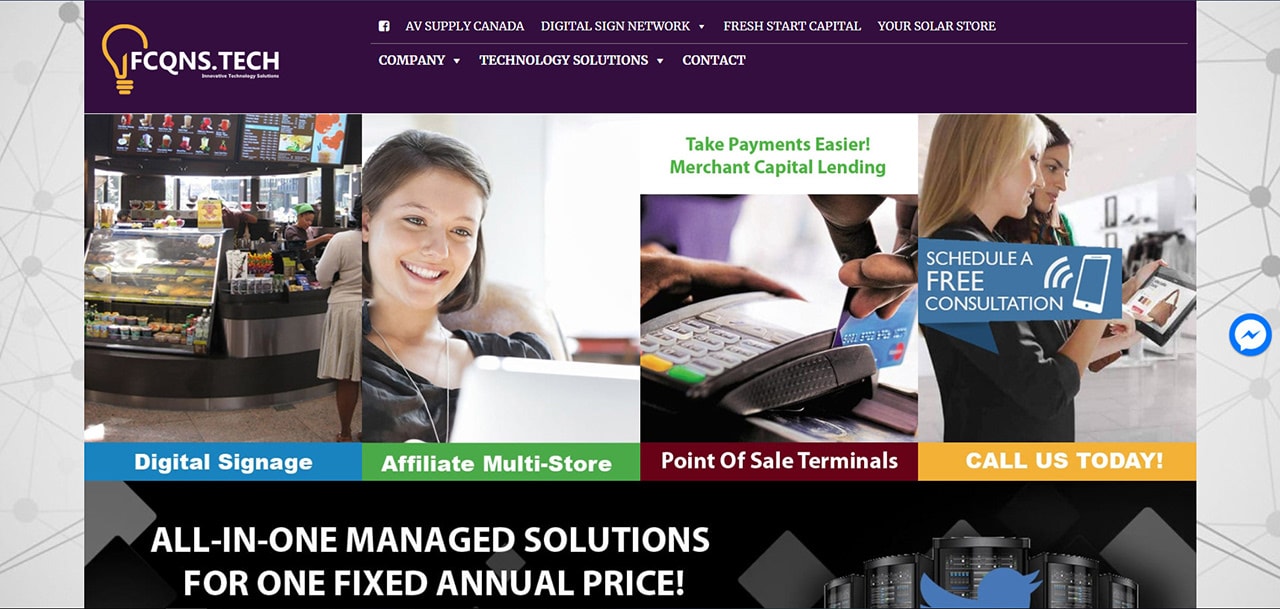 AV SUPPLY CANADA DIGITAL SIGN NETWORK FRESH START CAPITAL YOUR SOLAR STORE
FCQNS.TECH
Innovative Technology Solutions
COMPANY TECHNOLOGY SOLUTIONS CONTACT
Take Payments Easier!
Merchant Capital Lending
SCHEDULE A
FREE
CONSULTATION
Digital Signage
Affiliate Multi-Store
Point Of Sale Terminals
CALL US TODAY!
ALL-IN-ONE MANAGED SOLUTIONS
FOR ONE FIXED ANNUAL PRICE!